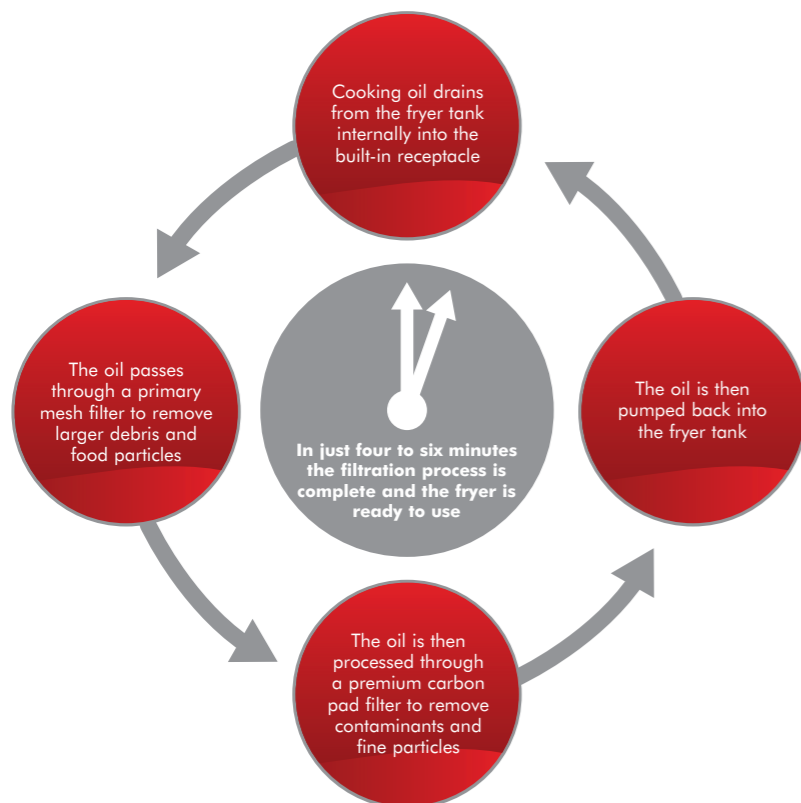 Cooking oil drains
from the fryer tank
internally into the
built-in receptacle
The oil passes
through a primary
mesh filter to remove
larger debris and
food particles
In just four to six minutes
the filtration process is
complete and the fryer is
ready to use
The oil is then
pumped back into
the fryer tank
The oil is then
processed through
a premium carbon
pad filter to remove
contaminants and
fine particles